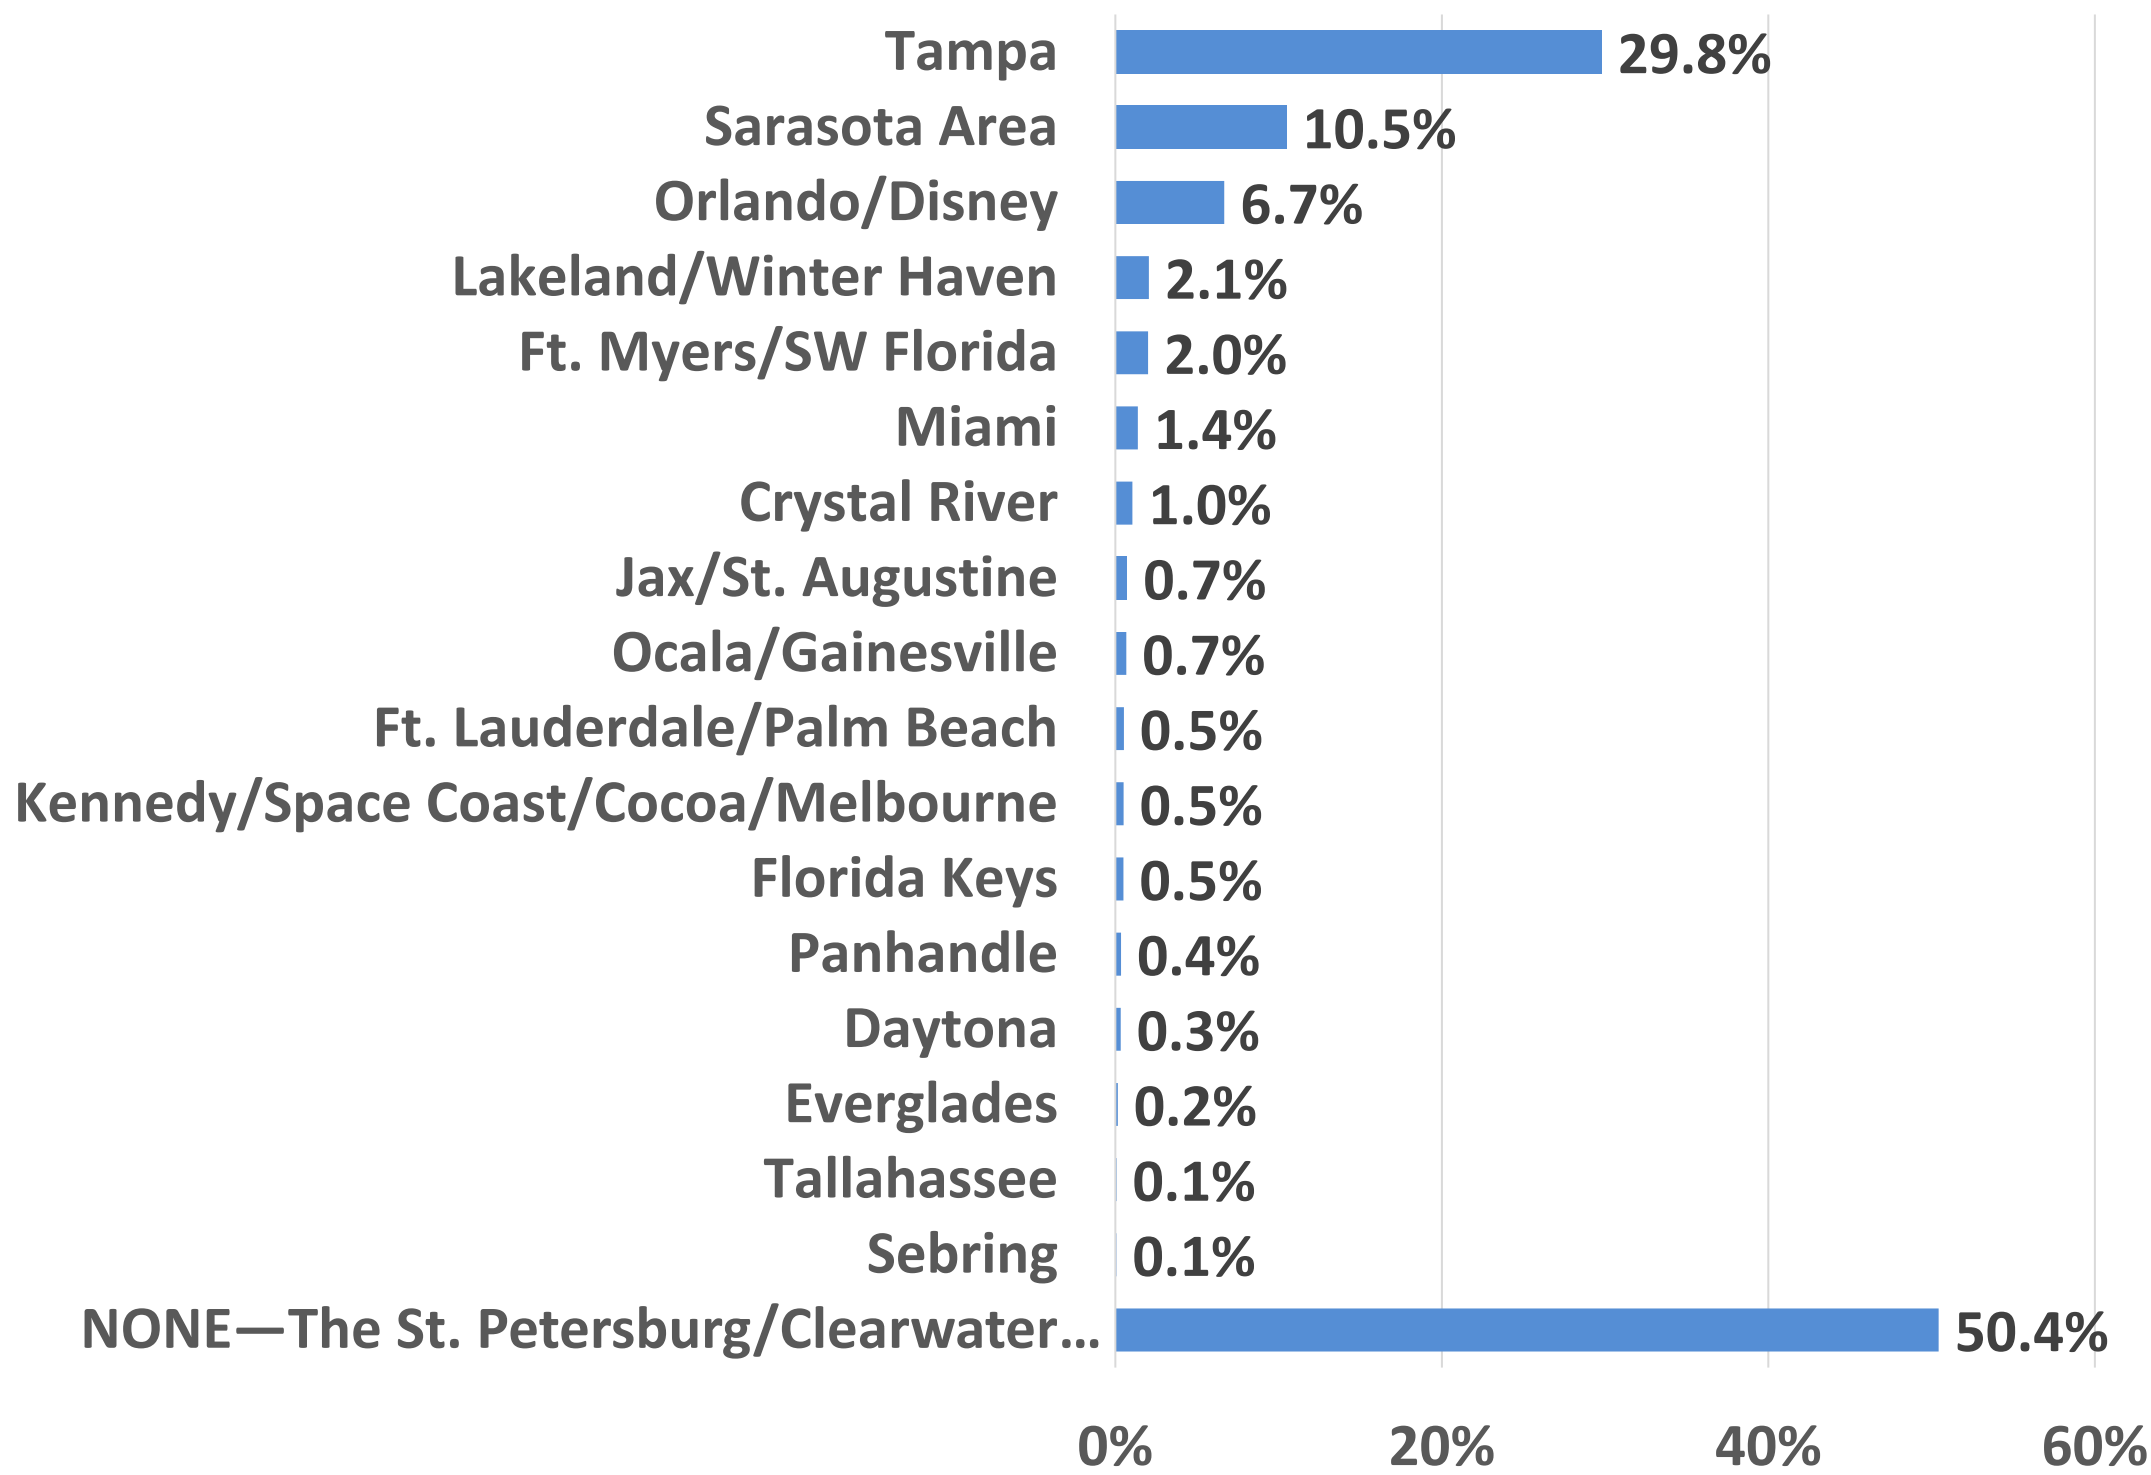 Tampa 29.8%
Sarasota Area 10.5%
Orlando/Disney 6.7%
Lakeland/Winter Haven 2.1%
Ft. Myers/SW Florida 2.0%
Miami 1.4%
Crystal River 1.0%
Jax/St. Augustine 0.7%
Ocala/Gainesville 0.7%
Ft. Lauderdale/Palm Beach 0.5%
Kennedy/Space Coast/Cocoa/Melbourne 0.5%
Florida Keys 0.5%
Panhandle 0.4%
Daytona 0.3%
Everglades 0.2%
Tallahassee 0.1%
Sebring 0.1%
NONE—The St. Petersburg/Clearwater... 50.4%
0% 20% 40% 60%